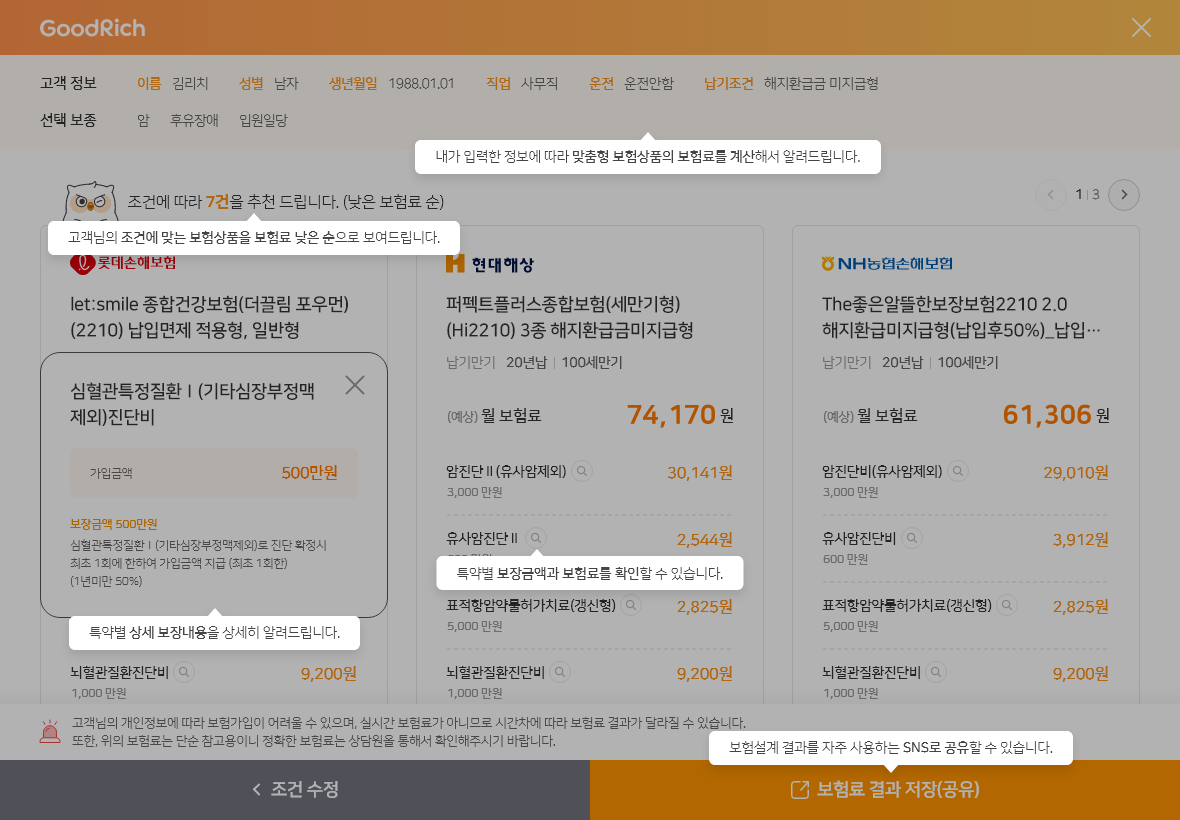 GoodRich
고객 정보 이름 김리치 성별 남자 생년월일 1988.01.01 직업 사무직 운전 운전안함 납기조건 해지환급금 미지급형
선택 보종 암 후유장애 입원일당
내가 입력한 정보에 따라 맞춤형 보험상품의 보험료를 계산해서 알려드립니다.
조건에 따라 7건을 추천 드립니다. (낮은 보험료 순)
1 | 3
고객님의 조건에 맞는 보험상품을 보험료 낮은 순으로 보여드립니다.
롯데손해보험
let:smile 종합건강보험(더끌림 포우먼)
(2210) 납입면제 적용형, 일반형
심혈관특정질환Ⅰ(기타심장부정맥
제외)진단비
가입금액 500만원
보장금액 500만원
심혈관특정질환Ⅰ(기타심장부정맥제외)로 진단 확정시
최초 1회에 한하여 가입금액 지급 (최초 1회한)
(1년미만 50%)
특약별 상세 보장내용을 상세히 알려드립니다.
뇌혈관질환진단비 9,200원
1,000 만원
현대해상
퍼펙트플러스종합보험(세만기형)
(Hi2210) 3종 해지환급금미지급형
납기만기 20년납 | 100세만기
(예상) 월 보험료 74,170 원
암진단Ⅱ(유사암제외) 30,141원
3,000 만원
유사암진단Ⅱ 2,544원
특약별 보장금액과 보험료를 확인할 수 있습니다.
표적항암약물허가치료(갱신형) 2,825원
5,000 만원
뇌혈관질환진단비 9,200원
1,000 만원
NH농협손해보험
The좋은알뜰한보장보험2210 2.0
해지환급미지급형(납입후50%)_납입…
납기만기 20년납 | 100세만기
(예상) 월 보험료 61,306 원
암진단비(유사암제외) 29,010원
3,000 만원
유사암진단비 3,912원
600 만원
표적항암약물허가치료(갱신형) 2,825원
5,000 만원
뇌혈관질환진단비 9,200원
1,000 만원
고객님의 개인정보에 따라 보험가입이 어려울 수 있으며, 실시간 보험료가 아니므로 시간차에 따라 보험료 결과가 달라질 수 있습니다.
또한, 위의 보험료는 단순 참고용이니 정확한 보험료는 상담원을 통해서 확인해주시기 바랍니다.
보험설계 결과를 자주 사용하는 SNS로 공유할 수 있습니다.
조건 수정
보험료 결과 저장(공유)